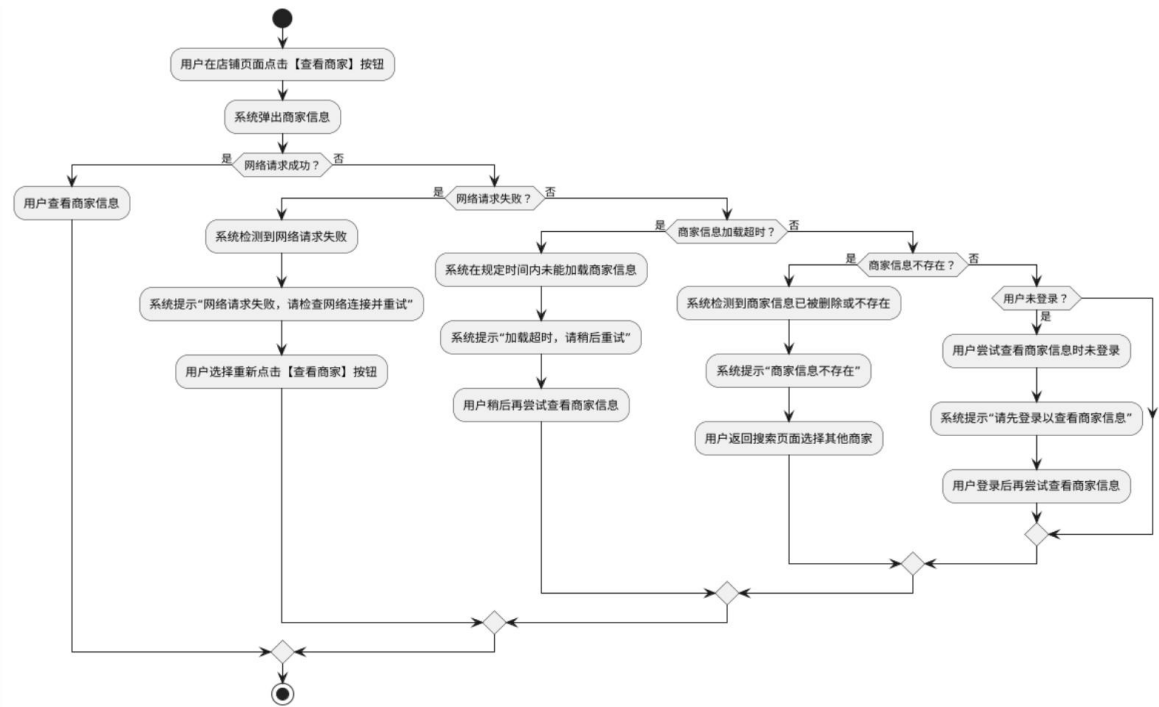 用户在店铺页面点击【查看商家】按钮
系统弹出商家信息
是
网络请求成功？
否
用户查看商家信息
是
网络请求失败？
否
系统检测到网络请求失败
系统提示“网络请求失败，请检查网络连接并重试”
用户选择重新点击【查看商家】按钮
是
商家信息加载超时？
否
系统在规定时间内未能加载商家信息
系统提示“加载超时，请稍后重试”
用户稍后再尝试查看商家信息
是
商家信息不存在？
否
系统检测到商家信息已被删除或不存在
系统提示“商家信息不存在”
用户返回搜索页面选择其他商家
用户未登录？
是
用户尝试查看商家信息时未登录
系统提示“请先登录以查看商家信息”
用户登录后再尝试查看商家信息